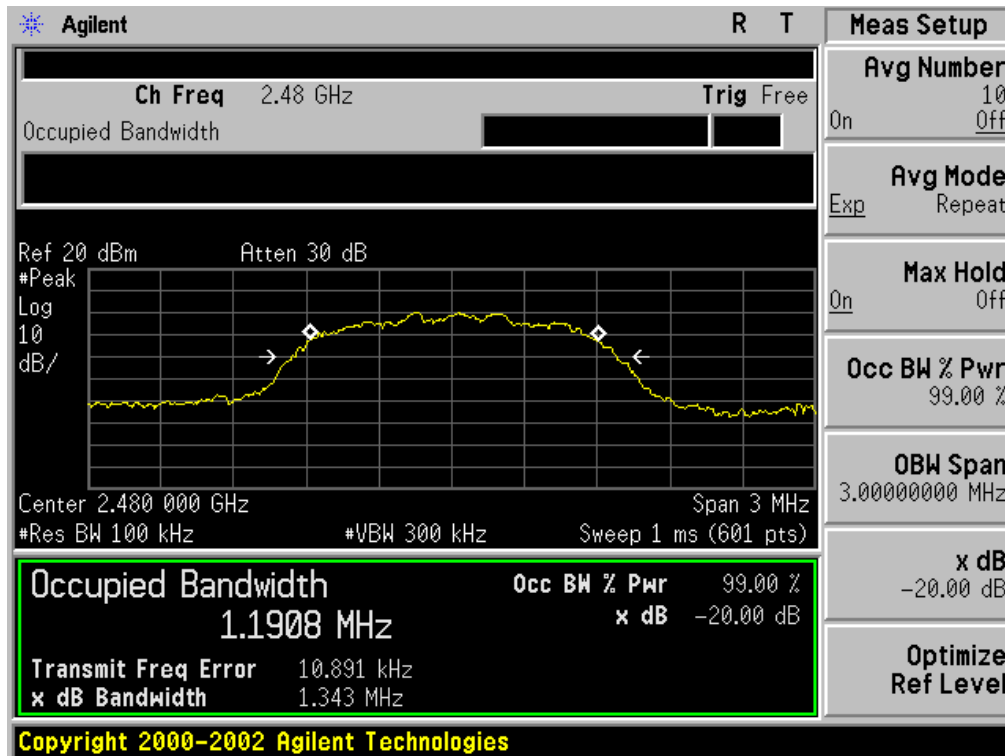 Agilent R T
Meas Setup
Ch Freq 2.48 GHz Trig Free
Occupied Bandwidth
Avg Number
10
On Off
Avg Mode
Exp Repeat
Max Hold
On Off
Occ BW % Pwr
99.00 %
OBW Span
3.00000000 MHz
x dB
-20.00 dB
Optimize
Ref Level
Ref 20 dBm Atten 30 dB
#Peak
Log
10
dB/
Center 2.480 000 GHz Span 3 MHz
#Res BW 100 kHz #VBW 300 kHz Sweep 1 ms (601 pts)
Occupied Bandwidth
1.1908 MHz
Occ BW % Pwr 99.00 %
x dB -20.00 dB
Transmit Freq Error 10.891 kHz
x dB Bandwidth 1.343 MHz
Copyright 2000-2002 Agilent Technologies